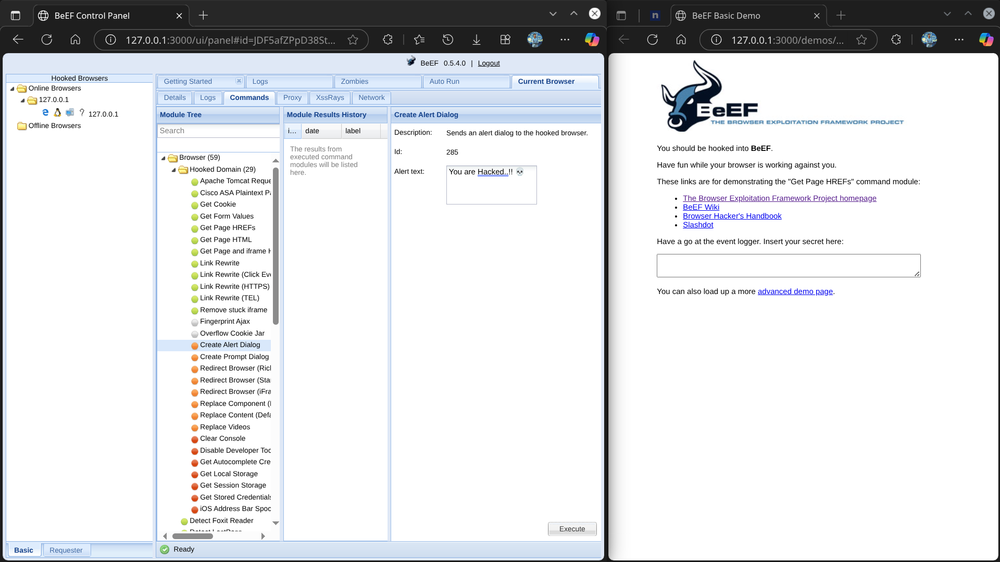 BeEF Control Panel
127.0.0.1:3000/ui/panel#id=JDF5afZPpD38St...
BeEF 0.5.4.0 | Logout
Hooked Browsers
Online Browsers
127.0.0.1
? 127.0.0.1
Offline Browsers
Basic
Requester
Getting Started
Logs
Zombies
Auto Run
Current Browser
Details
Logs
Commands
Proxy
XssRays
Network
Module Tree
Search
Browser (59)
Hooked Domain (29)
Apache Tomcat Reque
Cisco ASA Plaintext Pa
Get Cookie
Get Form Values
Get Page HREFs
Get Page HTML
Get Page and iframe H
Link Rewrite
Link Rewrite (Click Eve
Link Rewrite (HTTPS)
Link Rewrite (TEL)
Remove stuck iframe
Fingerprint Ajax
Overflow Cookie Jar
Create Alert Dialog
Create Prompt Dialog
Redirect Browser (Rich
Redirect Browser (Stan
Redirect Browser (iFra
Replace Component (
Replace Content (Defa
Replace Videos
Clear Console
Disable Developer Too
Get Autocomplete Cre
Get Local Storage
Get Session Storage
Get Stored Credentials
iOS Address Bar Spoo
Detect Foxit Reader
Detect LastPass
Module Results History
i... date label
The results from
executed command
modules will be listed
here.
Create Alert Dialog
Description: Sends an alert dialog to the hooked browser.
Id: 285
Alert text: You are Hacked..!! 💀
Execute
Ready
n
BeEF Basic Demo
127.0.0.1:3000/demos/...
BeEF
THE BROWSER EXPLOITATION FRAMEWORK PROJECT
You should be hooked into BeEF.
Have fun while your browser is working against you.
These links are for demonstrating the "Get Page HREFs" command module:
• The Browser Exploitation Framework Project homepage
• BeEF Wiki
• Browser Hacker's Handbook
• Slashdot
Have a go at the event logger. Insert your secret here:
You can also load up a more advanced demo page.